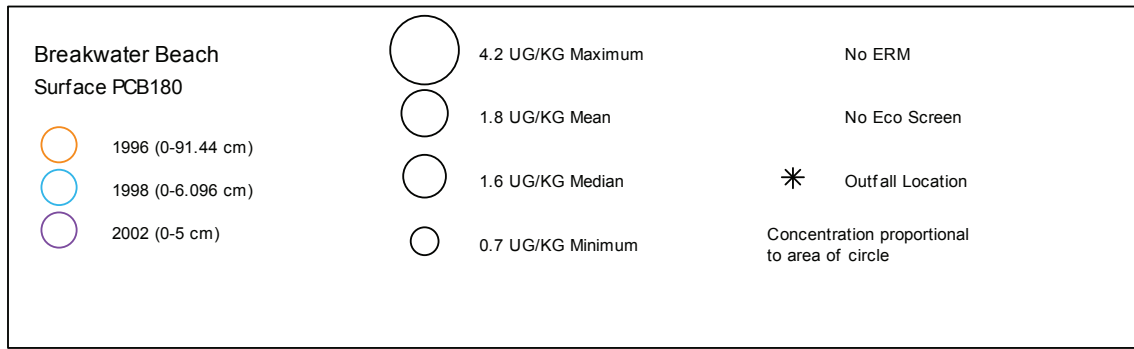 Breakwater Beach
Surface PCB180
1996 (0-91.44 cm)
1998 (0-6.096 cm)
2002 (0-5 cm)
4.2 UG/KG Maximum
1.8 UG/KG Mean
1.6 UG/KG Median
0.7 UG/KG Minimum
No ERM
No Eco Screen
Outfall Location
Concentration proportional
to area of circle